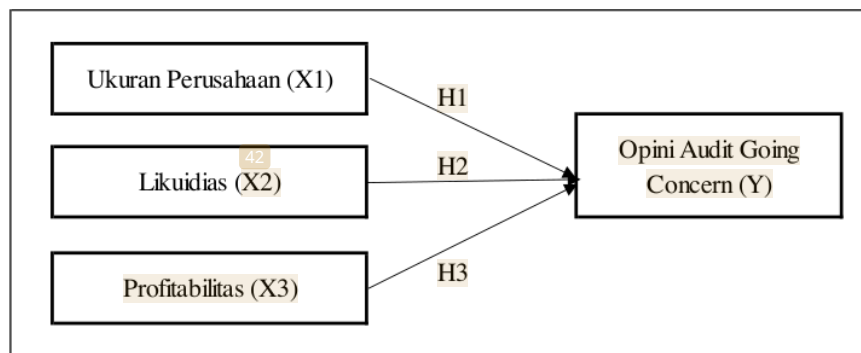 Ukuran Perusahaan (X1)
H1
42
Likuidias (X2)
H2
Opini Audit Going
Concern (Y)
Profitabilitas (X3)
H3